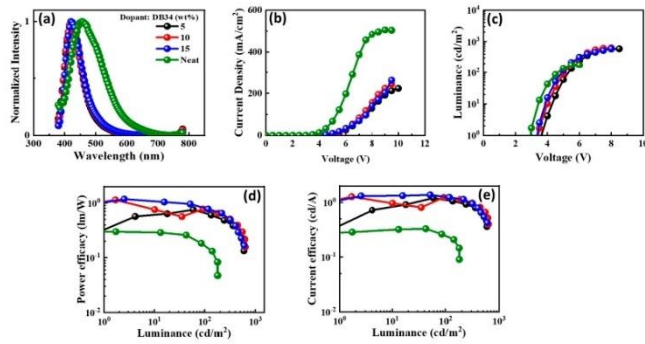 (a)
Dopant: DB34 (wt%)
5
10
15
Neat
Normalized Intensity
1
0
400 500 600 700 800
Wavelength (nm)
(b)
Current Density (mA/cm²)
600
400
200
0
0 2 4 6 8 10 12
Voltage (V)
(c)
Luminance (cd/m²)
10⁴
10³
10²
10¹
10⁰
0 2 4 6 8
Voltage (V)
(d)
Power efficacy (lm/W)
10⁰
10⁻¹
10⁻²
10⁰ 10¹ 10² 10³
Luminance (cd/m²)
(e)
Current efficacy (cd/A)
10⁰
10⁻¹
10⁻²
10⁰ 10¹ 10² 10³
Luminance (cd/m²)